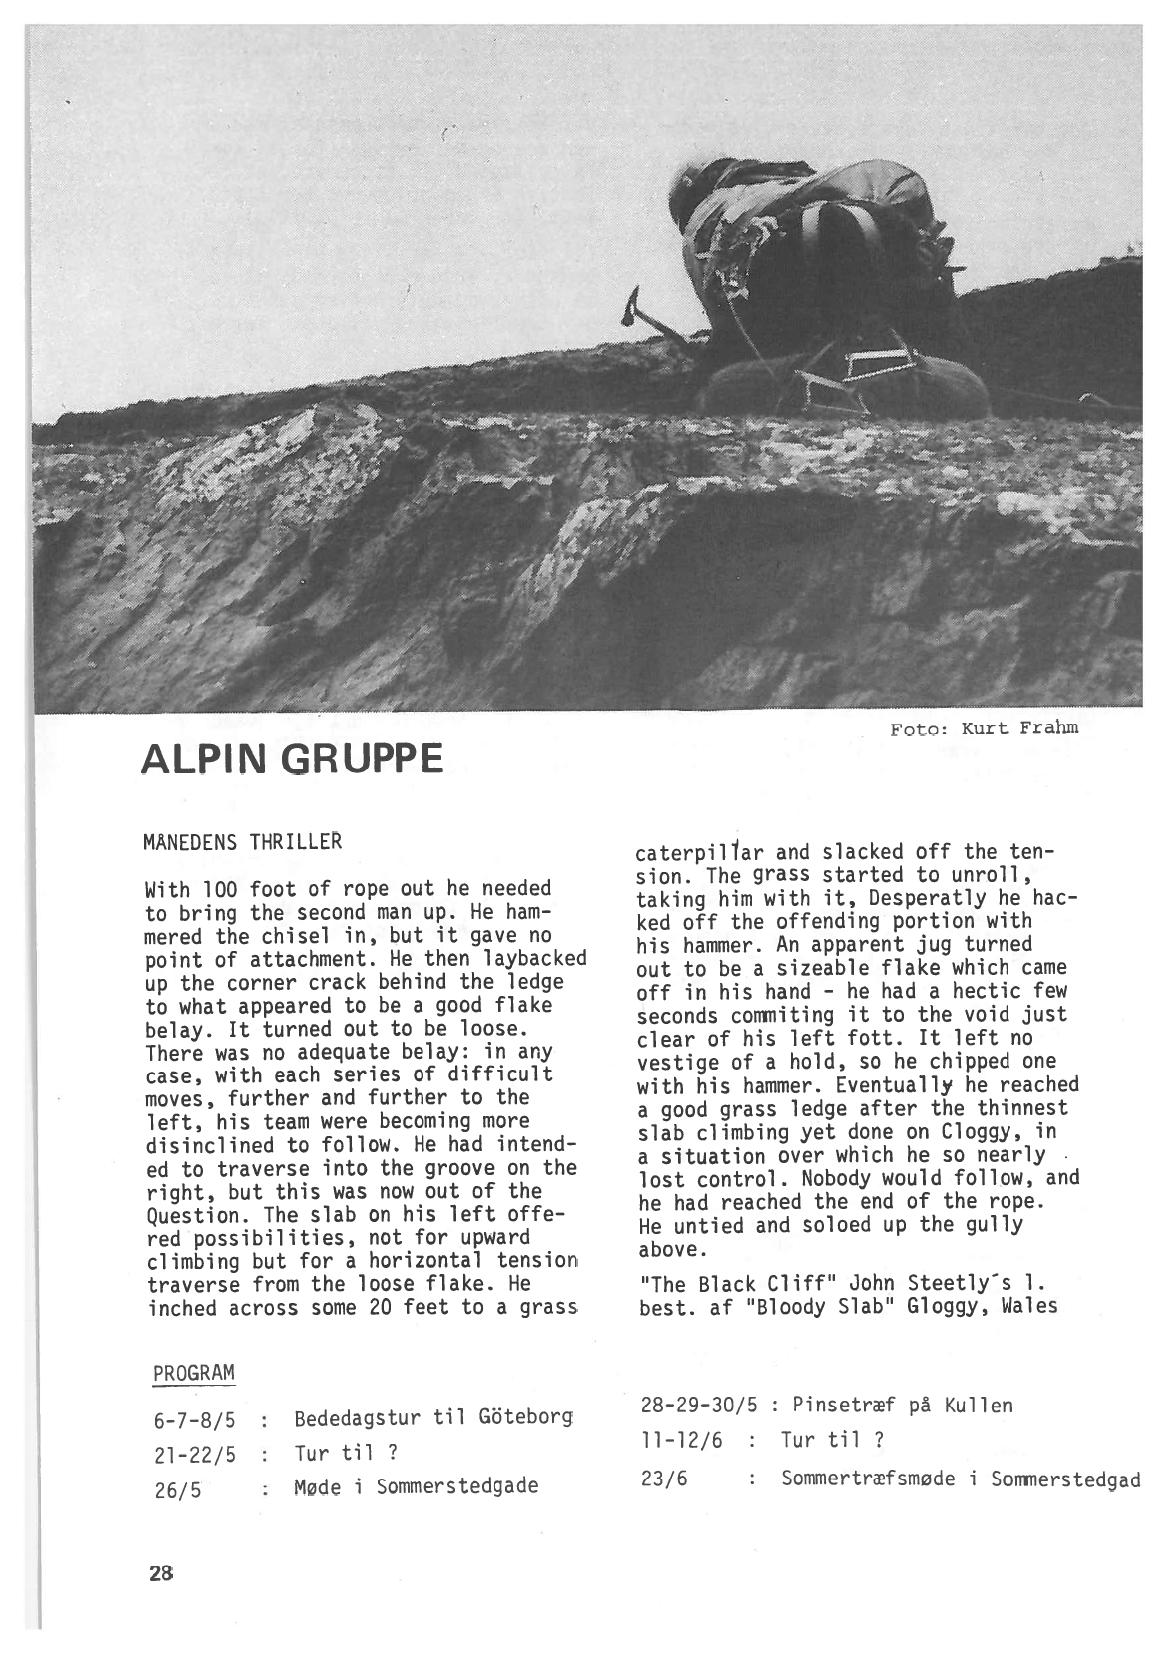 Foto: Kurt Frahm
ALPIN GRUPPE
MÅNEDENS THRILLER
With 100 foot of rope out he needed
to bring the second man up. He ham-
mered the chisel in, but it gave no
point of attachment. He then laybacked
up the corner crack behind the ledge
to what appeared to be a good flake
belay. It turned out to be loose.
There was no adequate belay: in any
case, with each series of difficult
moves, further and further to the
left, his team were becoming more
disinclined to follow. He had intend-
ed to traverse into the groove on the
right, but this was now out of the
Question. The slab on his left offe-
red possibilities, not for upward
climbing but for a horizontal tension
traverse from the loose flake. He
inched across some 20 feet to a grass
caterpillar and slacked off the ten-
sion. The grass started to unroll,
taking him with it, Desperatly he hac-
ked off the offending portion with
his hammer. An apparent jug turned
out to be a sizeable flake which came
off in his hand - he had a hectic few
seconds commiting it to the void just
clear of his left fott. It left no
vestige of a hold, so he chipped one
with his hammer. Eventually he reached
a good grass ledge after the thinnest
slab climbing yet done on Cloggy, in
a situation over which he so nearly
lost control. Nobody would follow, and
he had reached the end of the rope.
He untied and soloed up the gully
above.
"The Black Cliff" John Steetly´s 1.
best. af "Bloody Slab" Gloggy, Wales
PROGRAM
6-7-8/5 : Bededagstur til Göteborg
21-22/5 : Tur til ?
26/5 : Møde i Sommerstedgade
28-29-30/5 : Pinsetræf på Kullen
11-12/6 : Tur til ?
23/6 : Sommertræfsmøde i Sommerstedgad
28